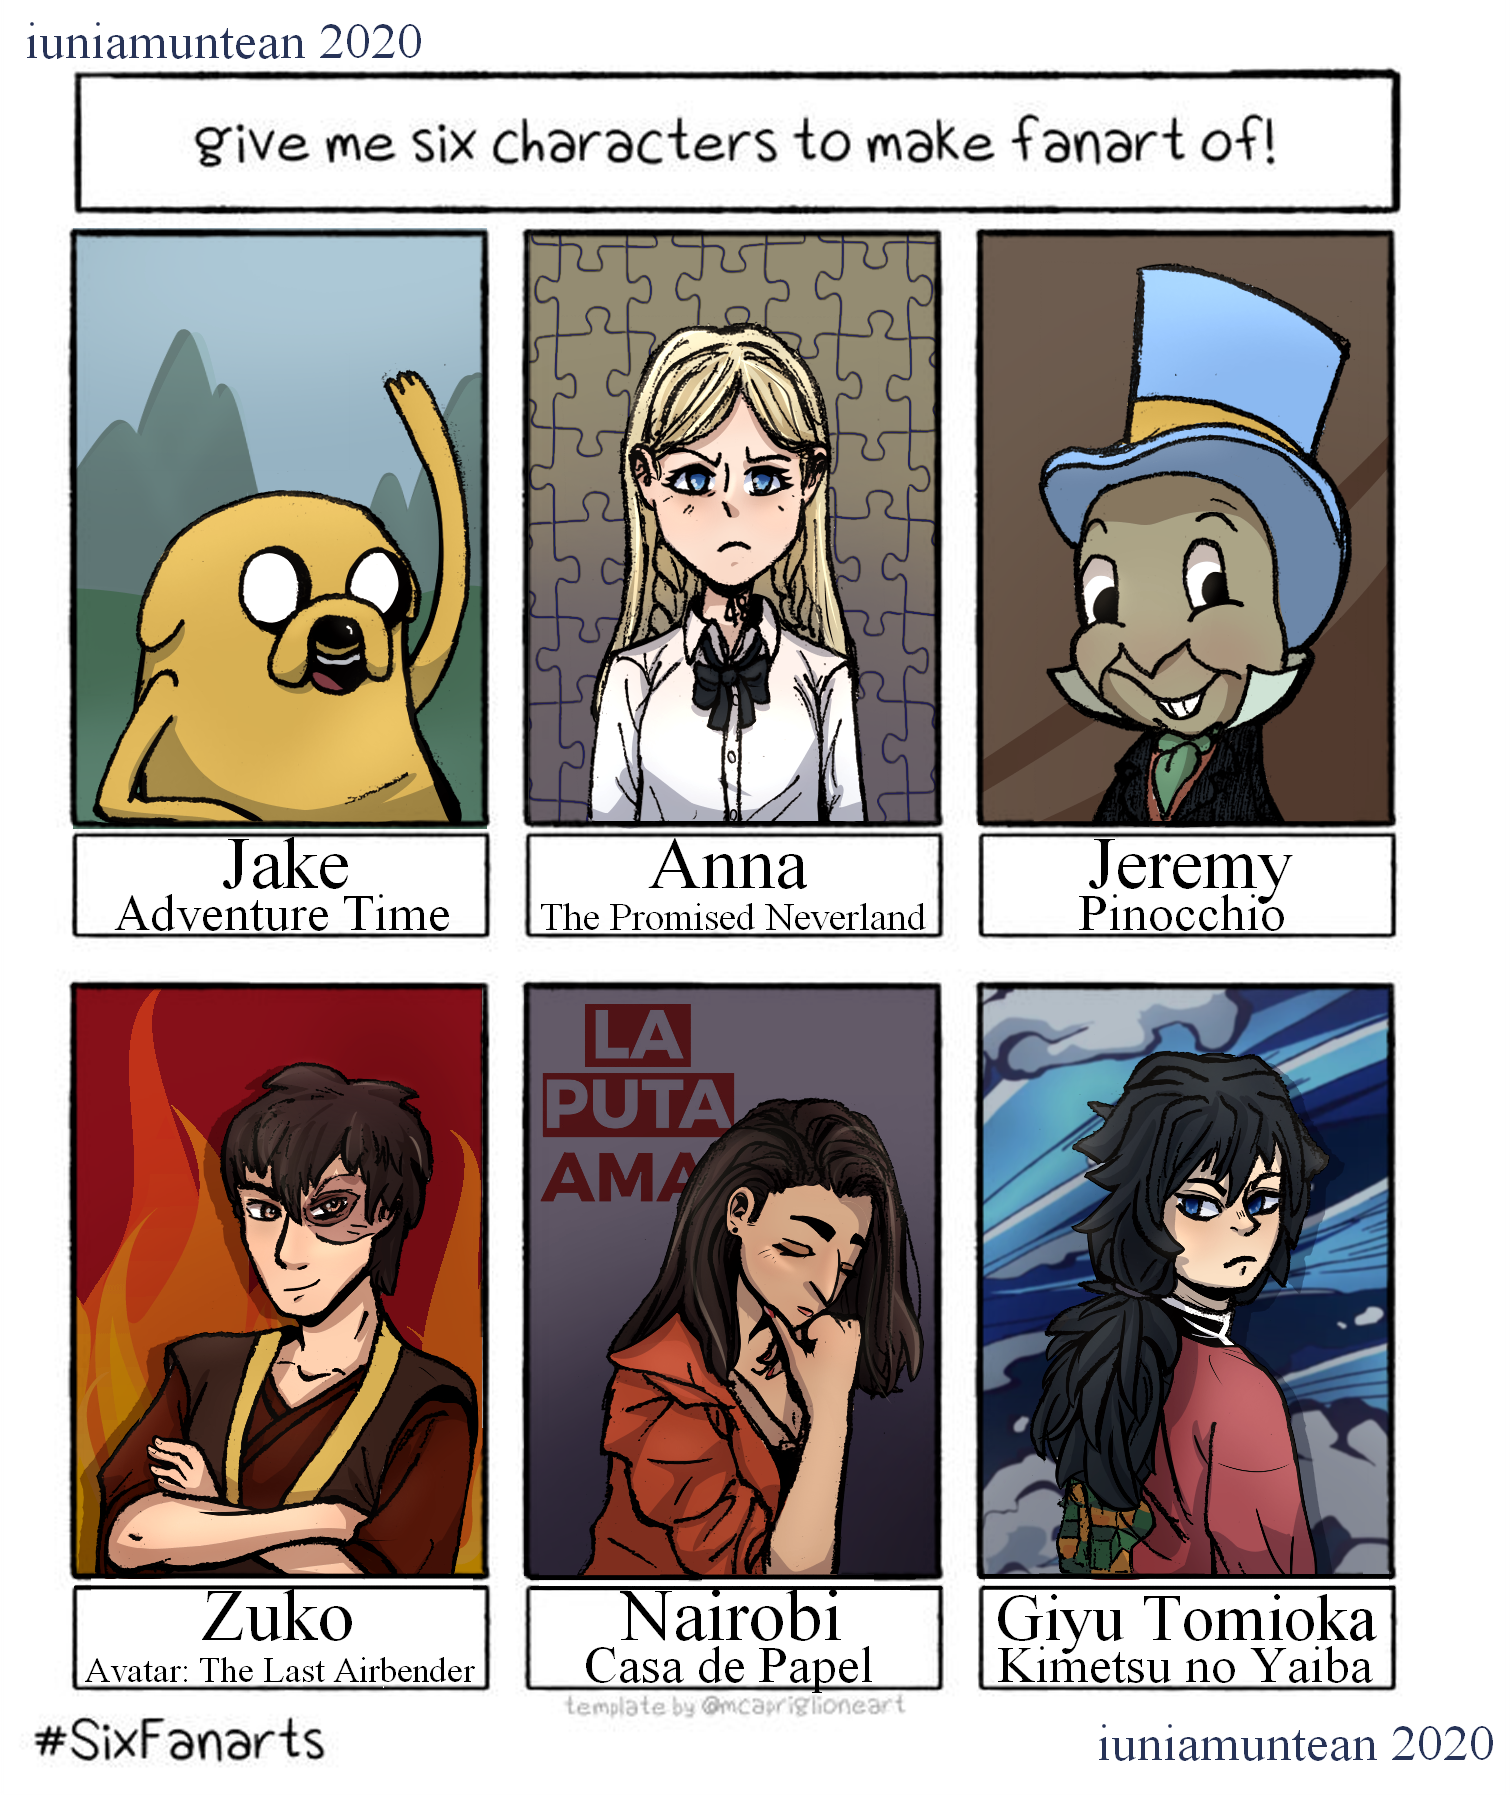 iuniamuntean 2020
give me six characters to make fanart of!
Jake
Adventure Time
Anna
The Promised Neverland
Jeremy
Pinocchio
LA
PUTA
AMA
Zuko
Avatar: The Last Airbender
Nairobi
Casa de Papel
Giyu Tomioka
Kimetsu no Yaiba
template by @mcapriglioneart
#SixFanarts
iuniamuntean 2020